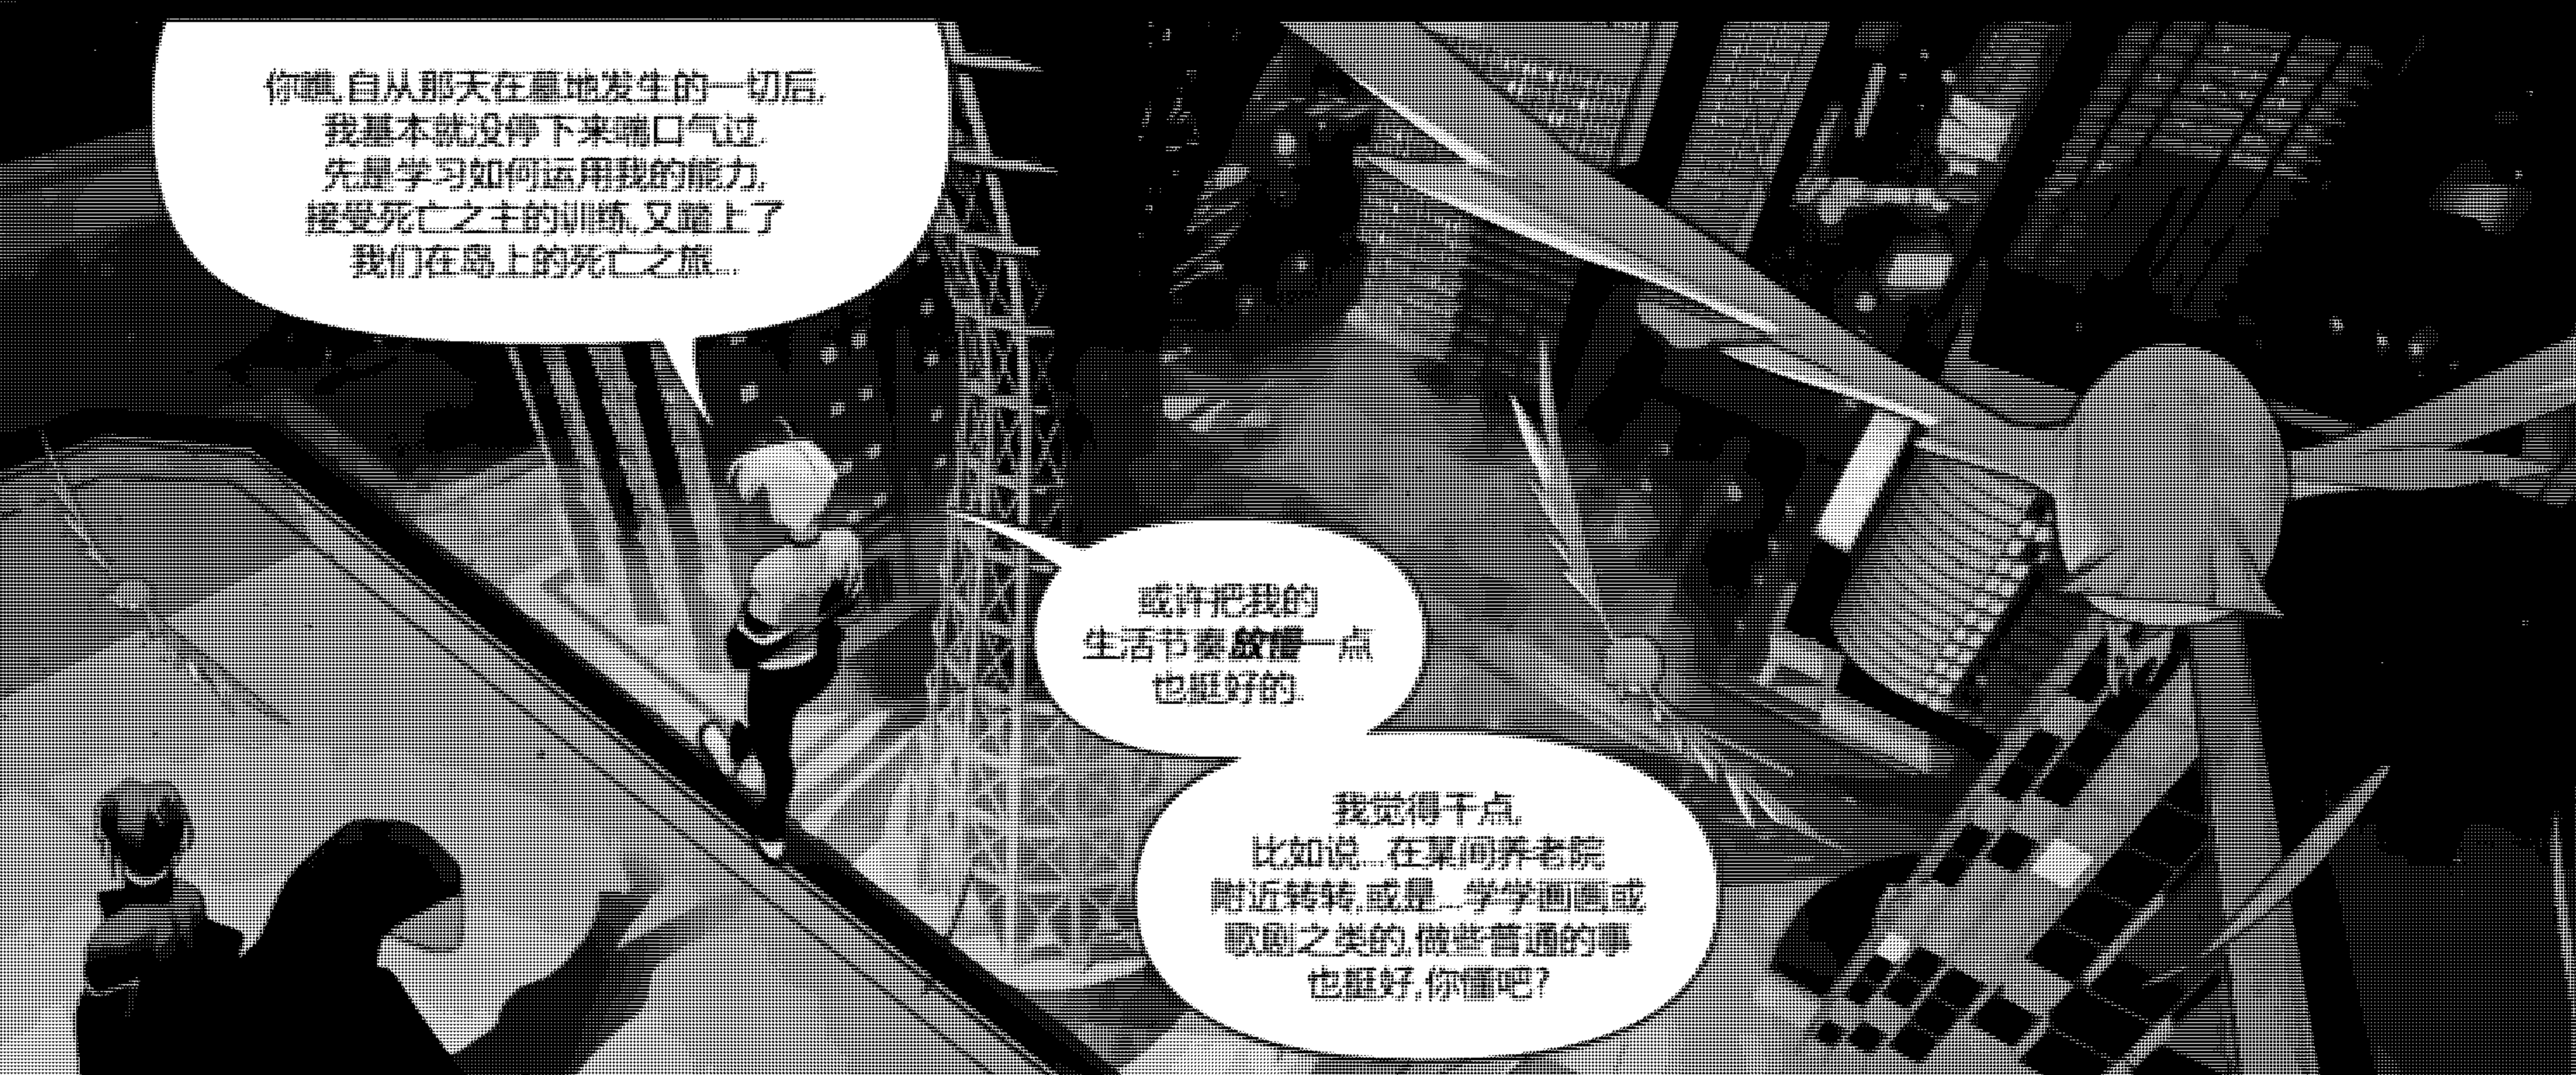 你瞧,自从那天在墓地发生的一切后,
我基本就没停下来喘口气过.
先是学习如何运用我的能力,
接受死亡之主的训练,又踏上了
我们在岛上的死亡之旅....
或许把我的
生活节奏放慢一点
也挺好的.
我觉得干点,
比如说....在某间养老院
附近转转,或是....学学画画或
歌剧之类的,做些普通的事
也挺好,你懂吧?